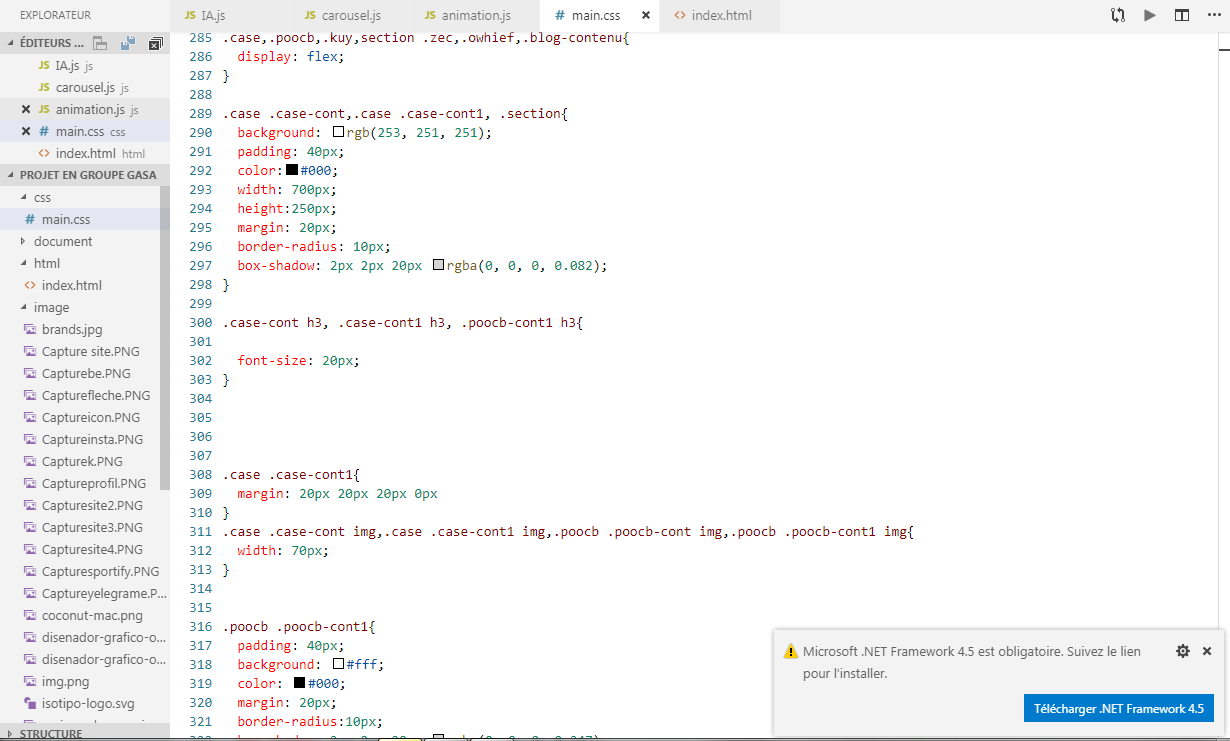 EXPLORATEUR
JS IA.js
JS carousel.js
JS animation.js
# main.css ×
<> index.html
ÉDITEURS ...
JS IA.js js
JS carousel.js js
× JS animation.js js
× # main.css css
<> index.html html
PROJET EN GROUPE GASA
css
# main.css
document
html
<> index.html
image
brands.jpg
Capture site.PNG
Capturebe.PNG
Capturefleche.PNG
Captureicon.PNG
Captureinsta.PNG
Capturek.PNG
Captureprofil.PNG
Capturesite2.PNG
Capturesite3.PNG
Capturesite4.PNG
Capturesportify.PNG
Captureyelegrame.P...
coconut-mac.png
disenador-grafico-o...
disenador-grafico-o...
img.png
isotipo-logo.svg
STRUCTURE
285 .case,.poocb,.kuy,section .zec,.owhief,.blog-contenu{
286 display: flex;
287 }
288
289 .case .case-cont,.case .case-cont1, .section{
290 background: rgb(253, 251, 251);
291 padding: 40px;
292 color:#000;
293 width: 700px;
294 height:250px;
295 margin: 20px;
296 border-radius: 10px;
297 box-shadow: 2px 2px 20px rgba(0, 0, 0, 0.082);
298 }
299
300 .case-cont h3, .case-cont1 h3, .poocb-cont1 h3{
301
302 font-size: 20px;
303 }
304
305
306
307
308 .case .case-cont1{
309 margin: 20px 20px 20px 0px
310 }
311 .case .case-cont img,.case .case-cont1 img,.poocb .poocb-cont img,.poocb .poocb-cont1 img{
312 width: 70px;
313 }
314
315
316 .poocb .poocb-cont1{
317 padding: 40px;
318 background: #fff;
319 color: #000;
320 margin: 20px;
321 border-radius:10px;
Microsoft .NET Framework 4.5 est obligatoire. Suivez le lien
pour l'installer.
Télécharger .NET Framework 4.5